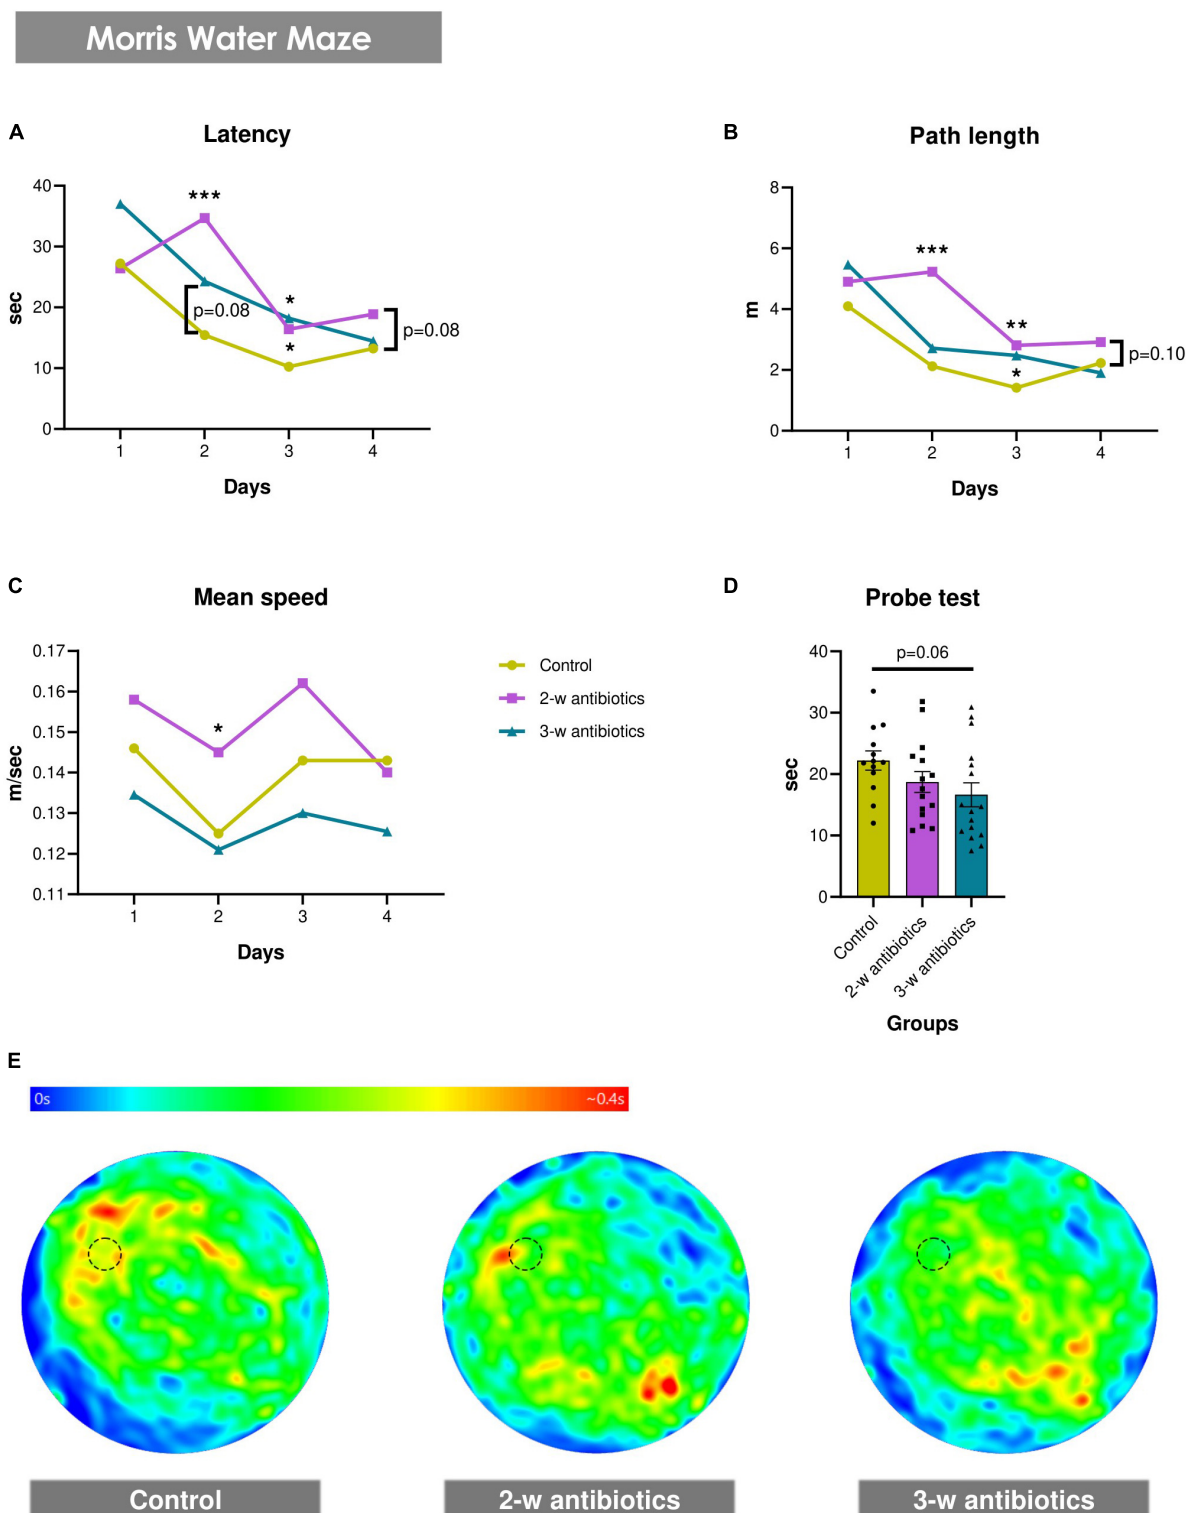 Morris Water Maze
A
Latency
40
30
20
10
0
sec
***
*
*
p=0.08
p=0.08
1 2 3 4
Days
B
Path length
8
6
4
2
0
m
***
**
*
p=0.10
1 2 3 4
Days
C
Mean speed
0.17
0.16
0.15
0.14
0.13
0.12
0.11
m/sec
*
1 2 3 4
Days
Control
2-w antibiotics
3-w antibiotics
D
Probe test
40
30
20
10
0
sec
p=0.06
Control
2-w antibiotics
3-w antibiotics
Groups
E
0s ~0.4s
Control
2-w antibiotics
3-w antibiotics